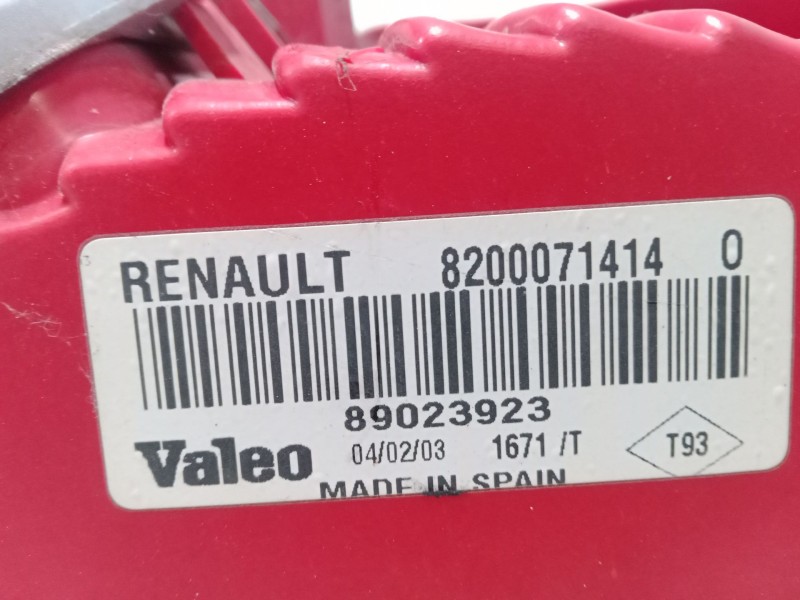 RENAULT 8200071414 0
89023923
Valeo 04/02/03 1671 /T T93
MADE IN SPAIN